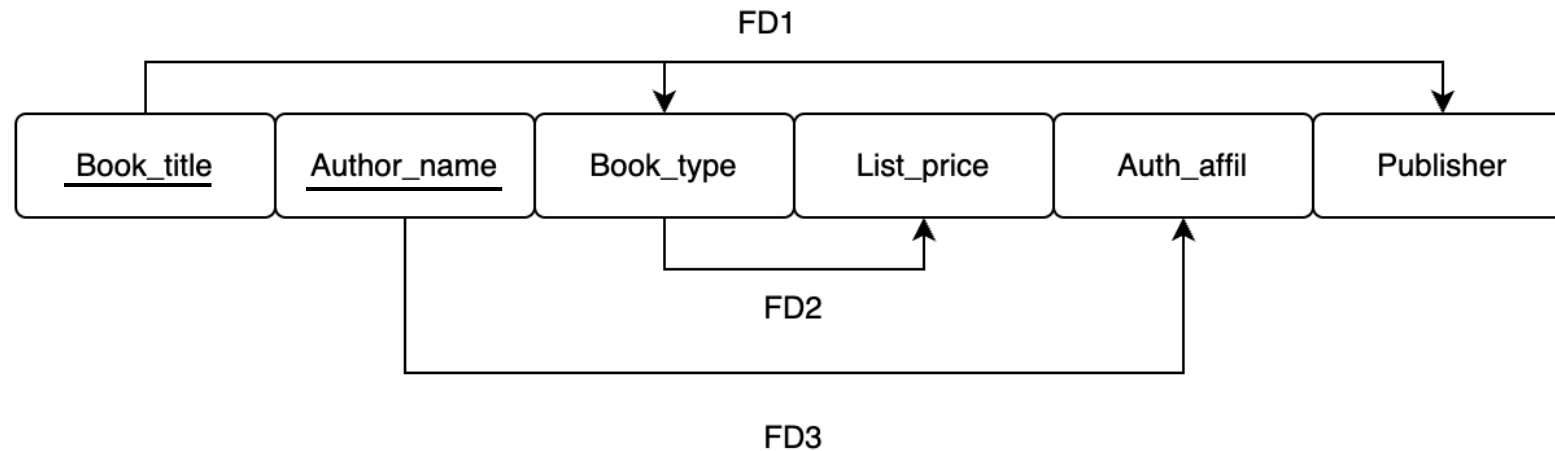 FD1
Book_title Author_name Book_type List_price Auth_affil Publisher
FD2
FD3